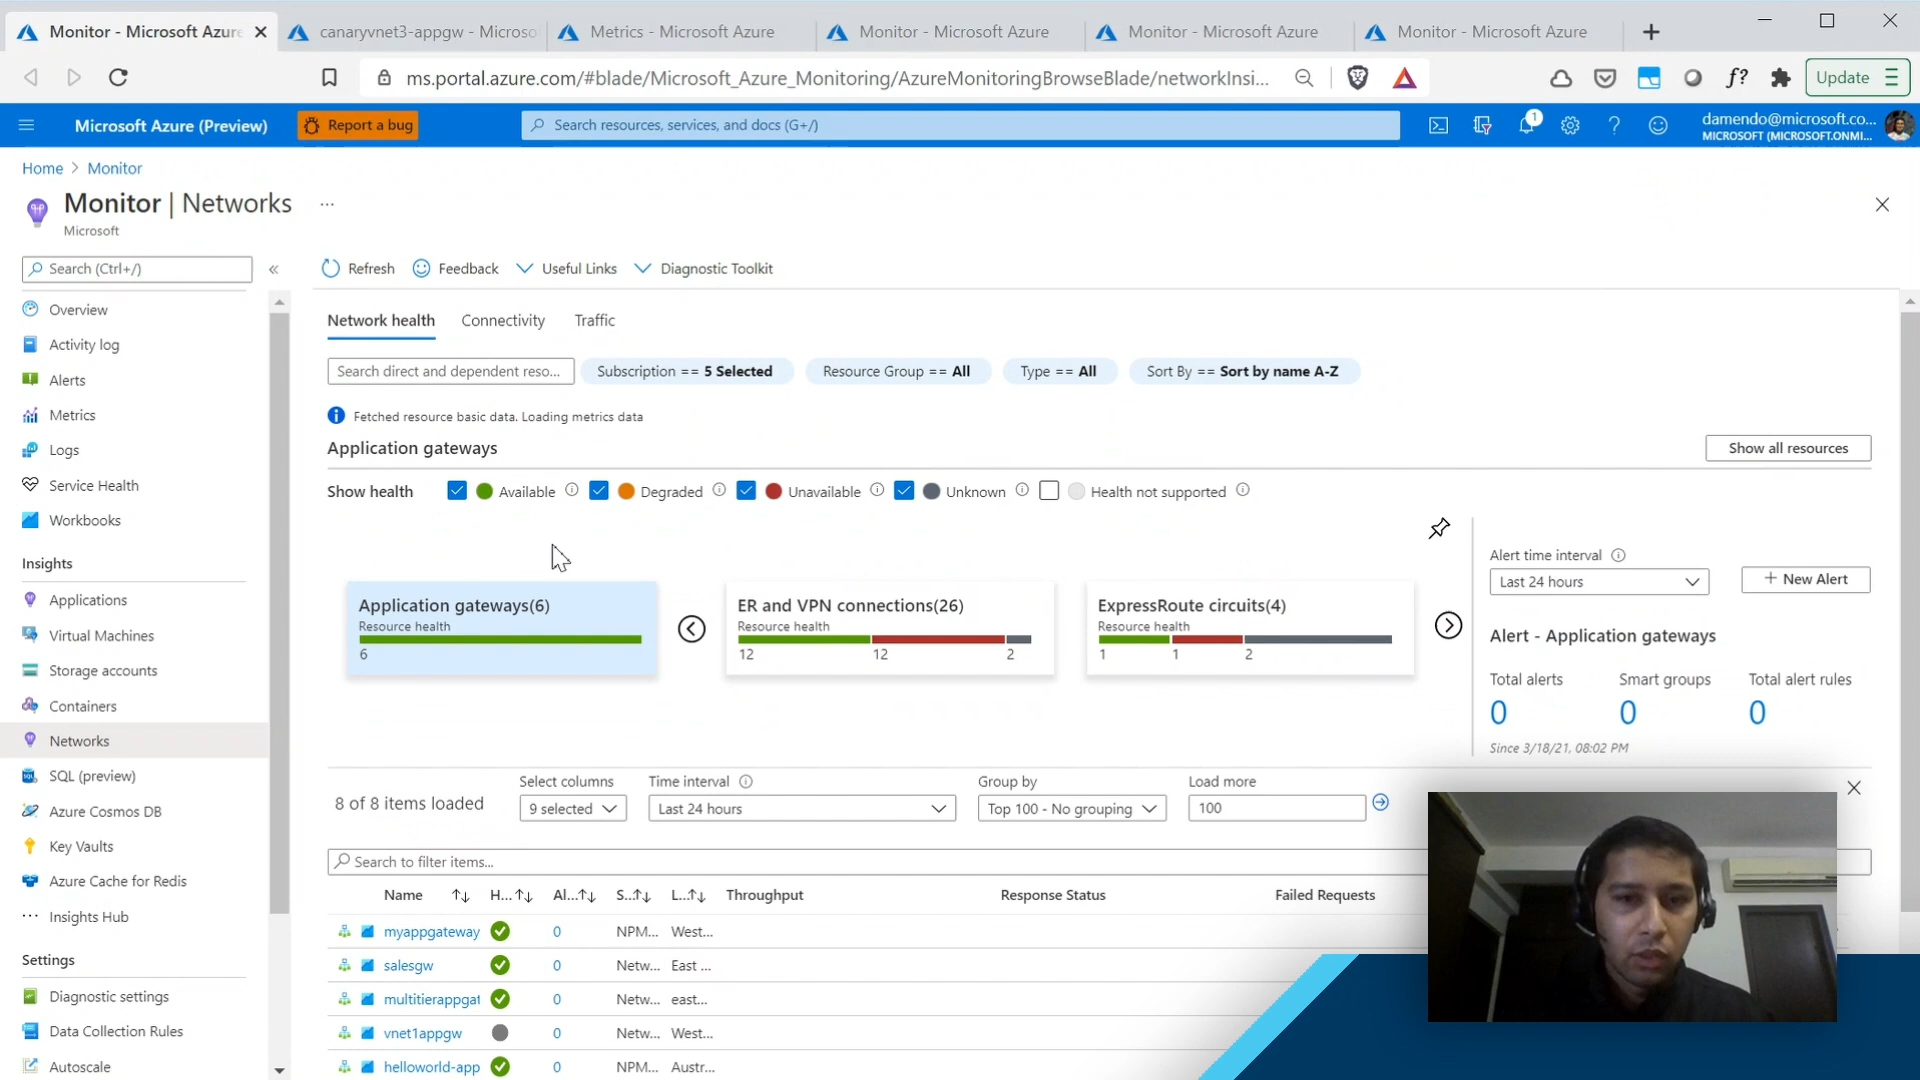 Monitor - Microsoft Azure
canaryvnet3-appgw - Microso
Metrics - Microsoft Azure
Monitor - Microsoft Azure
Monitor - Microsoft Azure
Monitor - Microsoft Azure
ms.portal.azure.com/#blade/Microsoft_Azure_Monitoring/AzureMonitoringBrowseBlade/networkInsi...
f?
Update
Microsoft Azure (Preview)
Report a bug
Search resources, services, and docs (G+/)
1
damendo@microsoft.co...
MICROSOFT (MICROSOFT.ONMI...
Home > Monitor
Monitor | Networks ...
Microsoft
Search (Ctrl+/)
Overview
Activity log
Alerts
Metrics
Logs
Service Health
Workbooks
Insights
Applications
Virtual Machines
Storage accounts
Containers
Networks
SQL (preview)
Azure Cosmos DB
Key Vaults
Azure Cache for Redis
Insights Hub
Settings
Diagnostic settings
Data Collection Rules
Autoscale
Refresh
Feedback
Useful Links
Diagnostic Toolkit
Network health
Connectivity
Traffic
Search direct and dependent reso...
Subscription == 5 Selected
Resource Group == All
Type == All
Sort By == Sort by name A-Z
Fetched resource basic data. Loading metrics data
Application gateways
Show all resources
Show health
Available
Degraded
Unavailable
Unknown
Health not supported
Application gateways(6)
Resource health
6
ER and VPN connections(26)
Resource health
12 12 2
ExpressRoute circuits(4)
Resource health
1 1 2
Alert time interval
Last 24 hours
+ New Alert
Alert - Application gateways
Total alerts Smart groups Total alert rules
0 0 0
Since 3/18/21, 08:02 PM
8 of 8 items loaded
Select columns
9 selected
Time interval
Last 24 hours
Group by
Top 100 - No grouping
Load more
100
Search to filter items...
Name H... Al... S... L... Throughput Response Status Failed Requests
myappgateway 0 NPM... West...
salesgw 0 Netw... East ...
multitierappgat 0 Netw... east...
vnet1appgw 0 Netw... West...
helloworld-app 0 NPM... Austr...